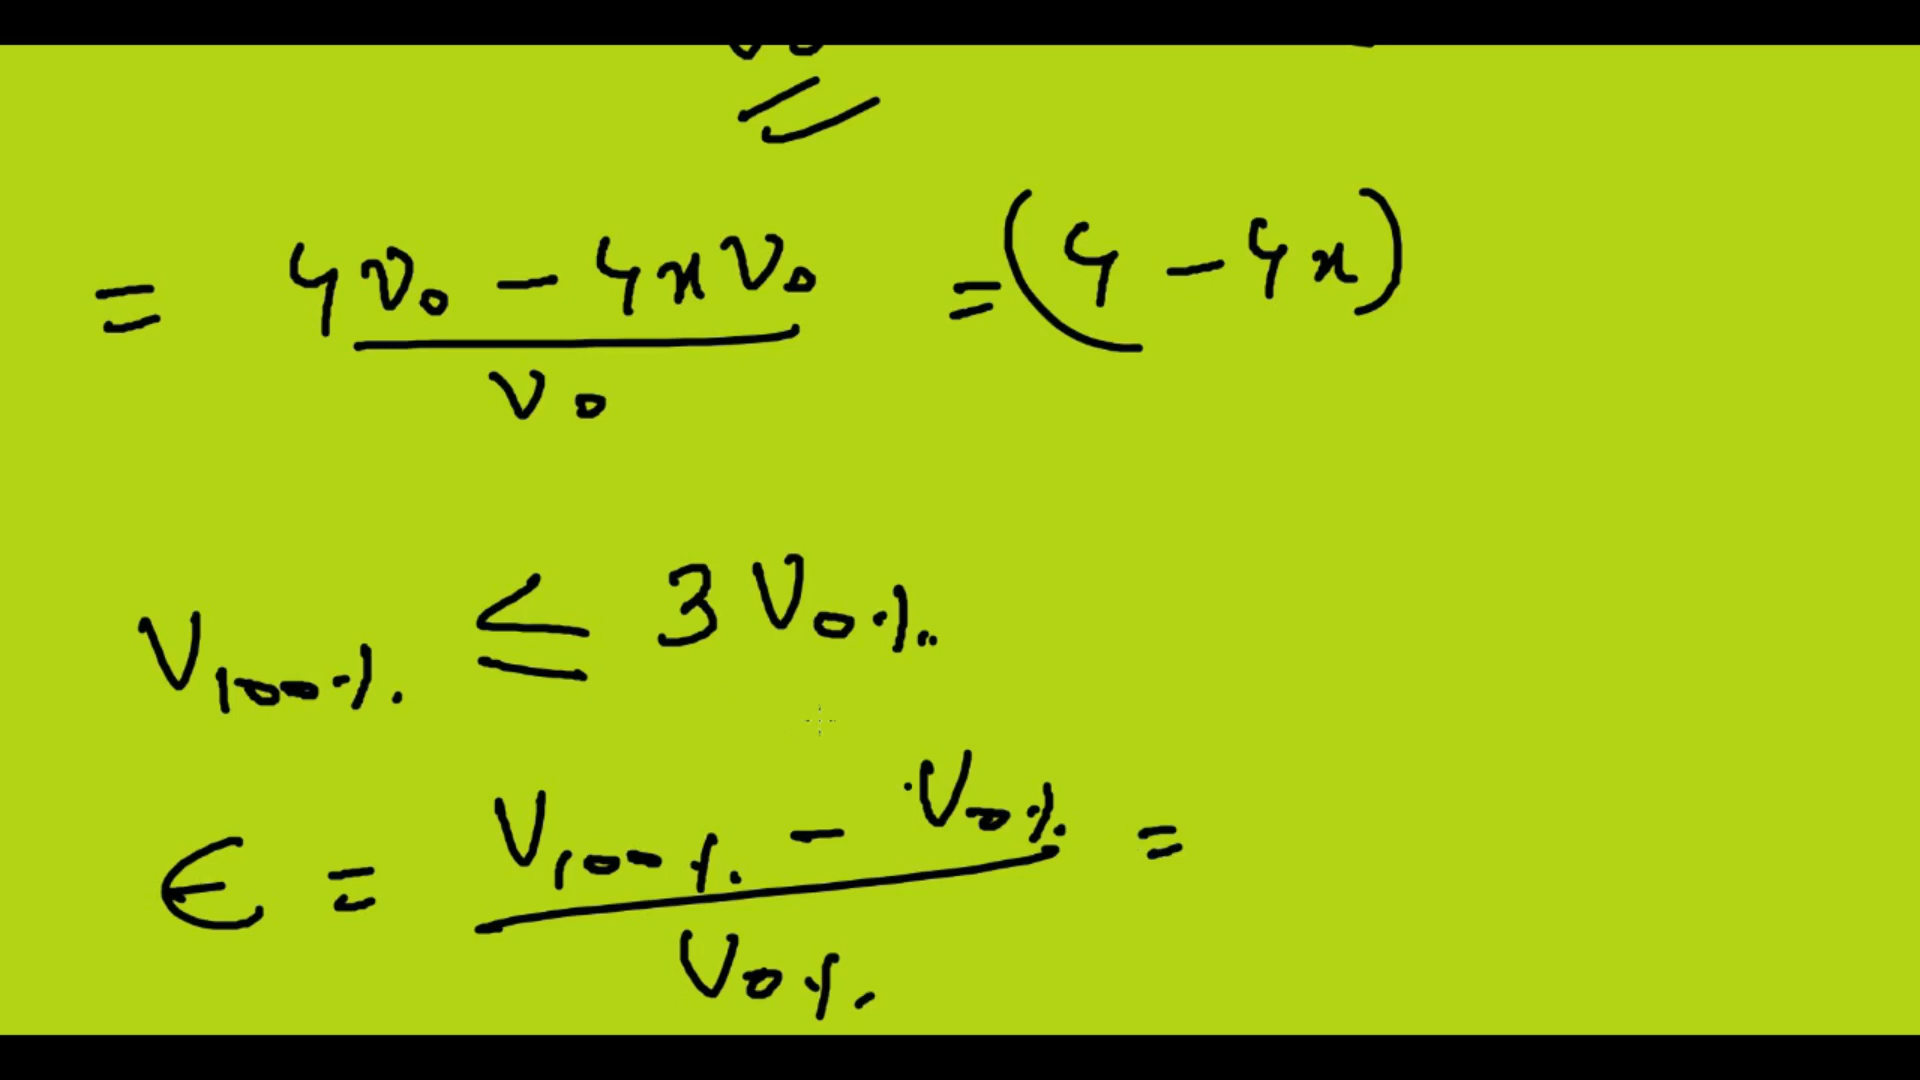 = 4V₀ - 4xV₀ / V₀ = (4 - 4x)
V₁₀₀% ≤ 3V₀%
ϵ = V₁₀₀% - V₀% / V₀% =